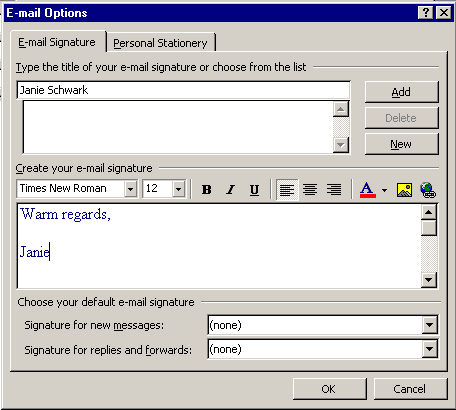 E-mail Options
E-mail Signature Personal Stationery
Type the title of your e-mail signature or choose from the list
Janie Schwark
Add
Delete
New
Create your e-mail signature
Times New Roman 12 B I U A
Warm regards,
Janie
Choose your default e-mail signature
Signature for new messages: (none)
Signature for replies and forwards: (none)
OK Cancel